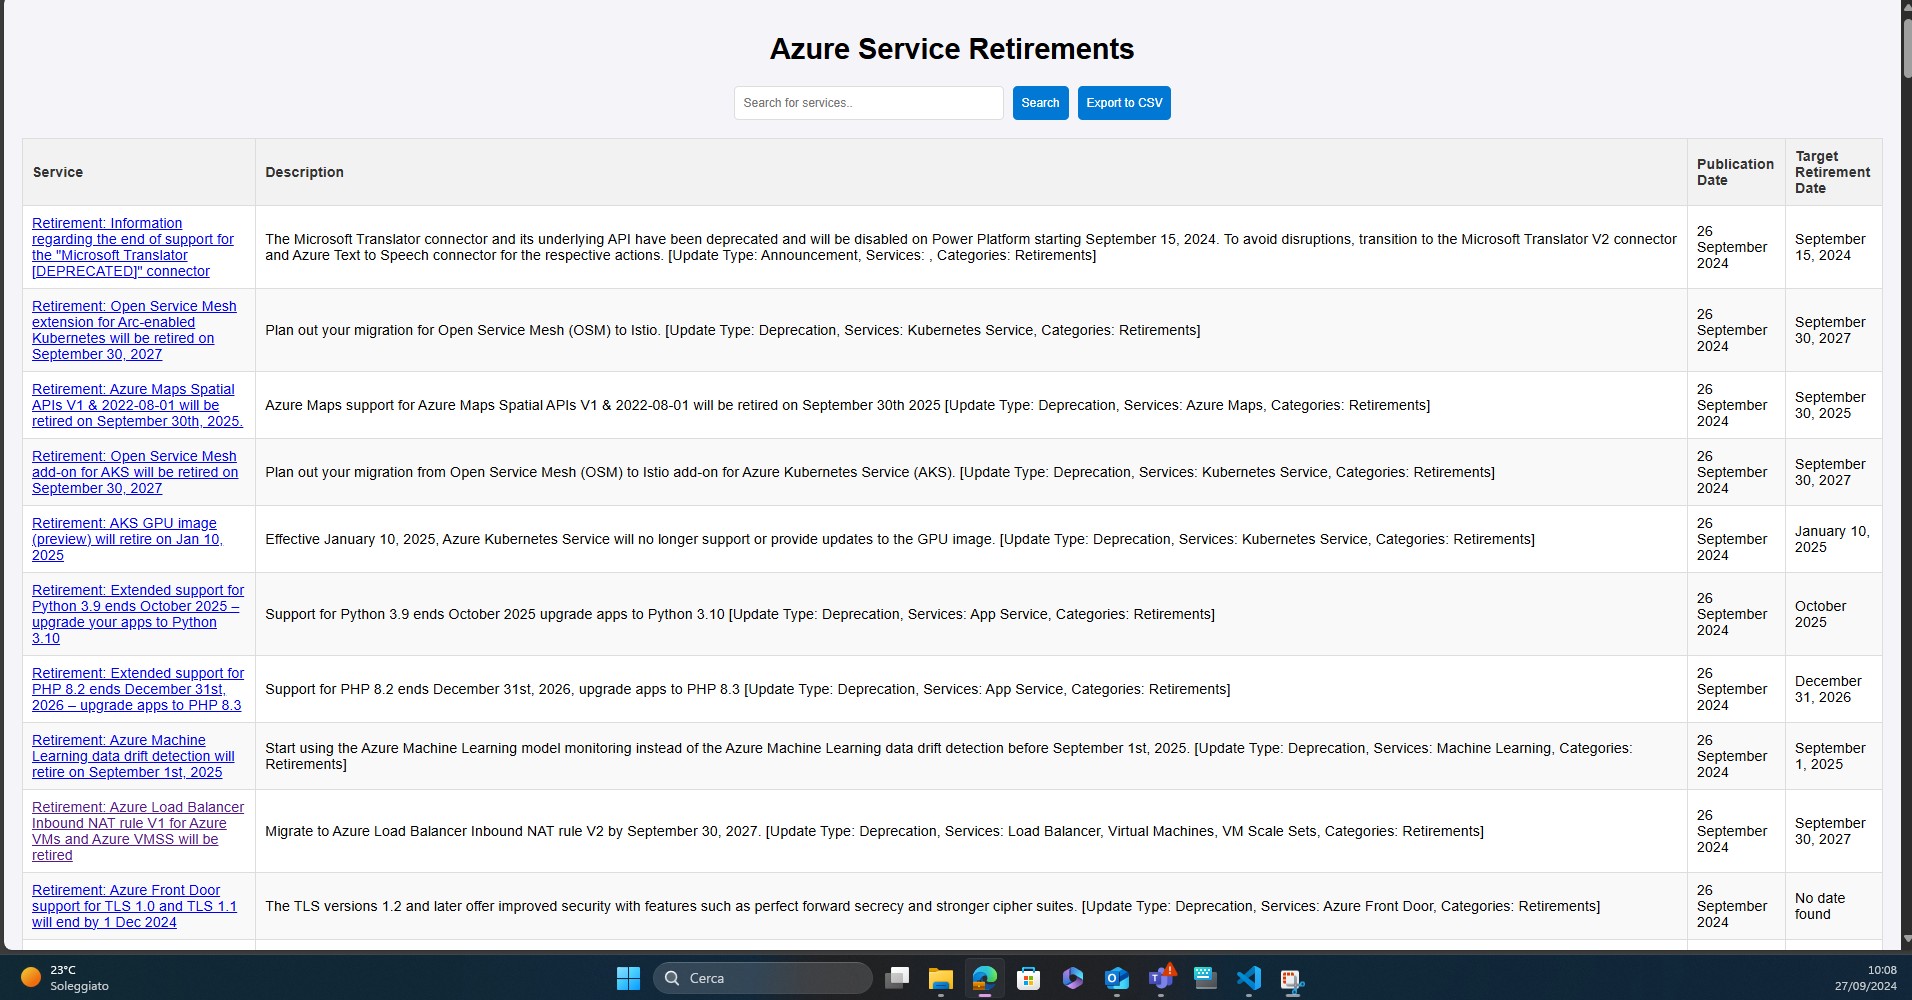 Azure Service Retirements
Search for services..
Search
Export to CSV
Service
Description
Publication
Date
Target
Retirement
Date
Retirement: Information
regarding the end of support for
the "Microsoft Translator
[DEPRECATED]" connector
The Microsoft Translator connector and its underlying API have been deprecated and will be disabled on Power Platform starting September 15, 2024. To avoid disruptions, transition to the Microsoft Translator V2 connector
and Azure Text to Speech connector for the respective actions. [Update Type: Announcement, Services: , Categories: Retirements]
26
September
2024
September
15, 2024
Retirement: Open Service Mesh
extension for Arc-enabled
Kubernetes will be retired on
September 30, 2027
Plan out your migration for Open Service Mesh (OSM) to Istio. [Update Type: Deprecation, Services: Kubernetes Service, Categories: Retirements]
26
September
2024
September
30, 2027
Retirement: Azure Maps Spatial
APIs V1 & 2022-08-01 will be
retired on September 30th, 2025.
Azure Maps support for Azure Maps Spatial APIs V1 & 2022-08-01 will be retired on September 30th 2025 [Update Type: Deprecation, Services: Azure Maps, Categories: Retirements]
26
September
2024
September
30, 2025
Retirement: Open Service Mesh
add-on for AKS will be retired on
September 30, 2027
Plan out your migration from Open Service Mesh (OSM) to Istio add-on for Azure Kubernetes Service (AKS). [Update Type: Deprecation, Services: Kubernetes Service, Categories: Retirements]
26
September
2024
September
30, 2027
Retirement: AKS GPU image
(preview) will retire on Jan 10,
2025
Effective January 10, 2025, Azure Kubernetes Service will no longer support or provide updates to the GPU image. [Update Type: Deprecation, Services: Kubernetes Service, Categories: Retirements]
26
September
2024
January 10,
2025
Retirement: Extended support for
Python 3.9 ends October 2025 –
upgrade your apps to Python
3.10
Support for Python 3.9 ends October 2025 upgrade apps to Python 3.10 [Update Type: Deprecation, Services: App Service, Categories: Retirements]
26
September
2024
October
2025
Retirement: Extended support for
PHP 8.2 ends December 31st,
2026 – upgrade apps to PHP 8.3
Support for PHP 8.2 ends December 31st, 2026, upgrade apps to PHP 8.3 [Update Type: Deprecation, Services: App Service, Categories: Retirements]
26
September
2024
December
31, 2026
Retirement: Azure Machine
Learning data drift detection will
retire on September 1st, 2025
Start using the Azure Machine Learning model monitoring instead of the Azure Machine Learning data drift detection before September 1st, 2025. [Update Type: Deprecation, Services: Machine Learning, Categories:
Retirements]
26
September
2024
September
1, 2025
Retirement: Azure Load Balancer
Inbound NAT rule V1 for Azure
VMs and Azure VMSS will be
retired
Migrate to Azure Load Balancer Inbound NAT rule V2 by September 30, 2027. [Update Type: Deprecation, Services: Load Balancer, Virtual Machines, VM Scale Sets, Categories: Retirements]
26
September
2024
September
30, 2027
Retirement: Azure Front Door
support for TLS 1.0 and TLS 1.1
will end by 1 Dec 2024
The TLS versions 1.2 and later offer improved security with features such as perfect forward secrecy and stronger cipher suites. [Update Type: Deprecation, Services: Azure Front Door, Categories: Retirements]
26
September
2024
No date
found
23°C
Soleggiato
Cerca
10:08
27/09/2024